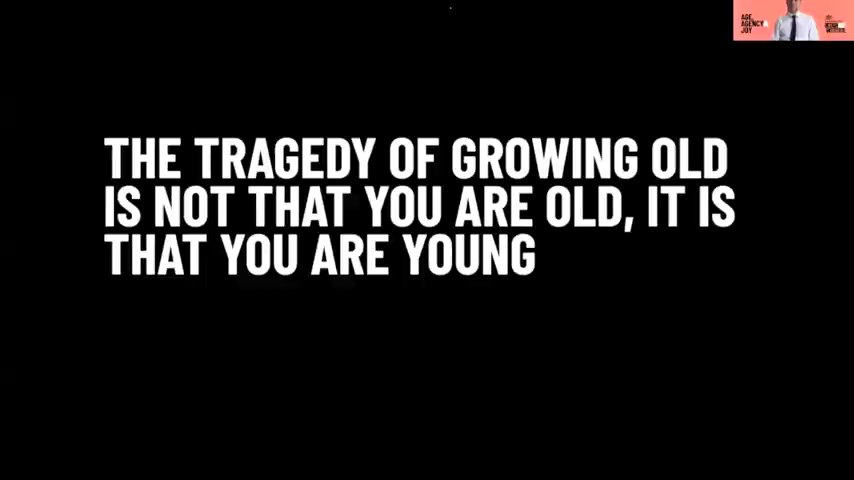 THE TRAGEDY OF GROWING OLD
IS NOT THAT YOU ARE OLD, IT IS
THAT YOU ARE YOUNG
AGE,
AGENCY &
JOY